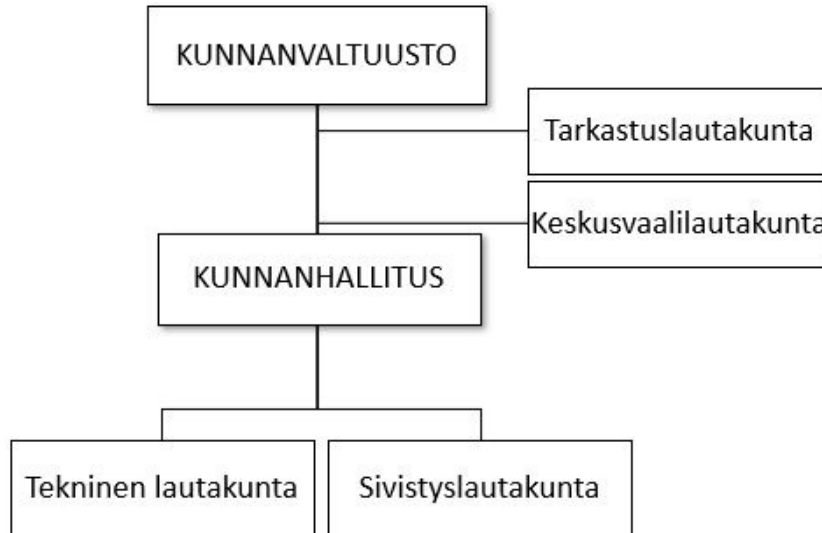 KUNNANVALTUUSTO
Tarkastuslautakunta
Keskusvaalilautakunta
KUNNANHALLITUS
Tekninen lautakunta
Sivistyslautakunta